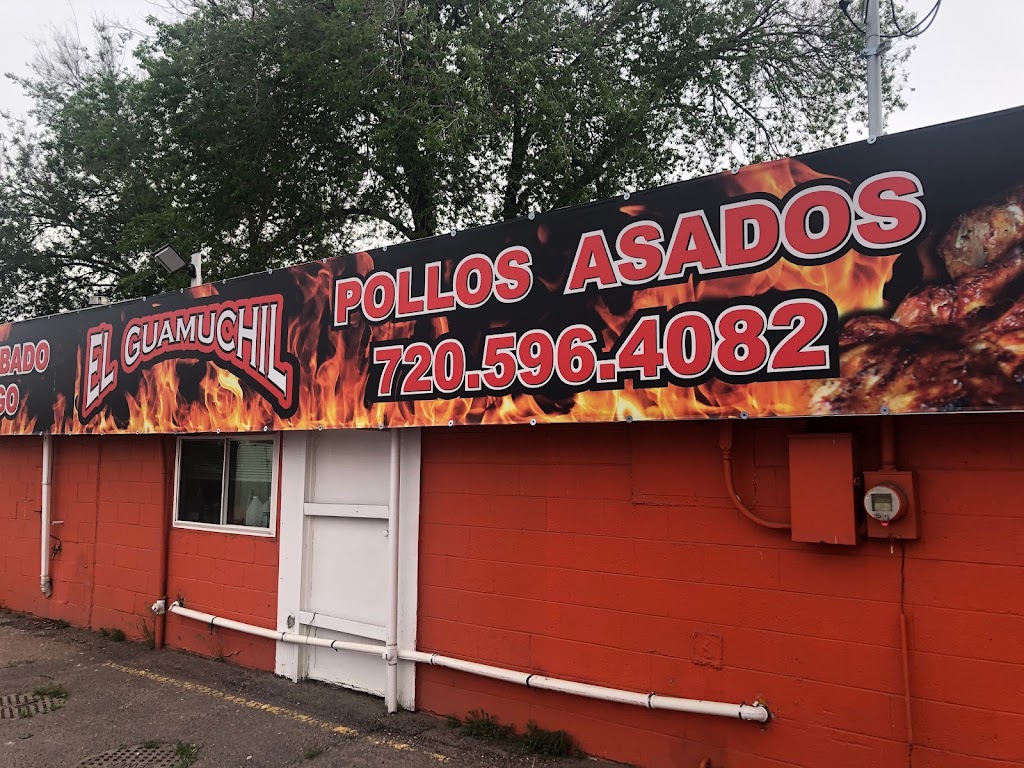 EL GUAMUCHIL
POLLOS ASADOS
720.596.4082